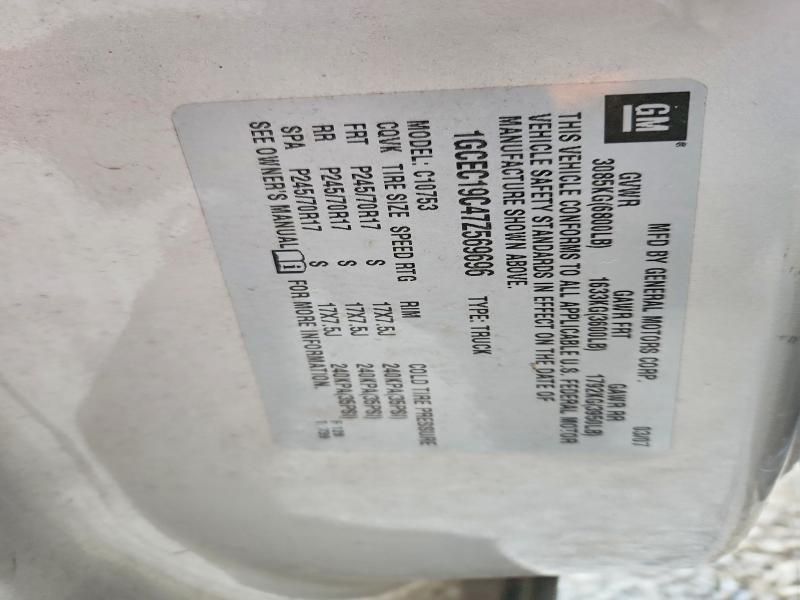 GM®
MFD BY GENERAL MOTORS CORP. 03/07
GVWR GAWR FRT GAWR RR
3085KG(6800LB) 1633KG(3600LB) 1792KG(3950LB)
THIS VEHICLE CONFORMS TO ALL APPLICABLE U.S. FEDERAL MOTOR
VEHICLE SAFETY STANDARDS IN EFFECT ON THE DATE OF
MANUFACTURE SHOWN ABOVE.
1GCEC19C47Z569696 TYPE: TRUCK
MODEL: C10753
CQVK TIRE SIZE SPEED RTG RIM COLD TIRE PRESSURE
FRT P245/70R17 S 17X7.5J 240KPA(35PSI)
RR P245/70R17 S 17X7.5J 240KPA(35PSI)
SPA P245/70R17 S 17X7.5J 240KPA(35PSI)
SEE OWNER'S MANUAL FOR MORE INFORMATION.